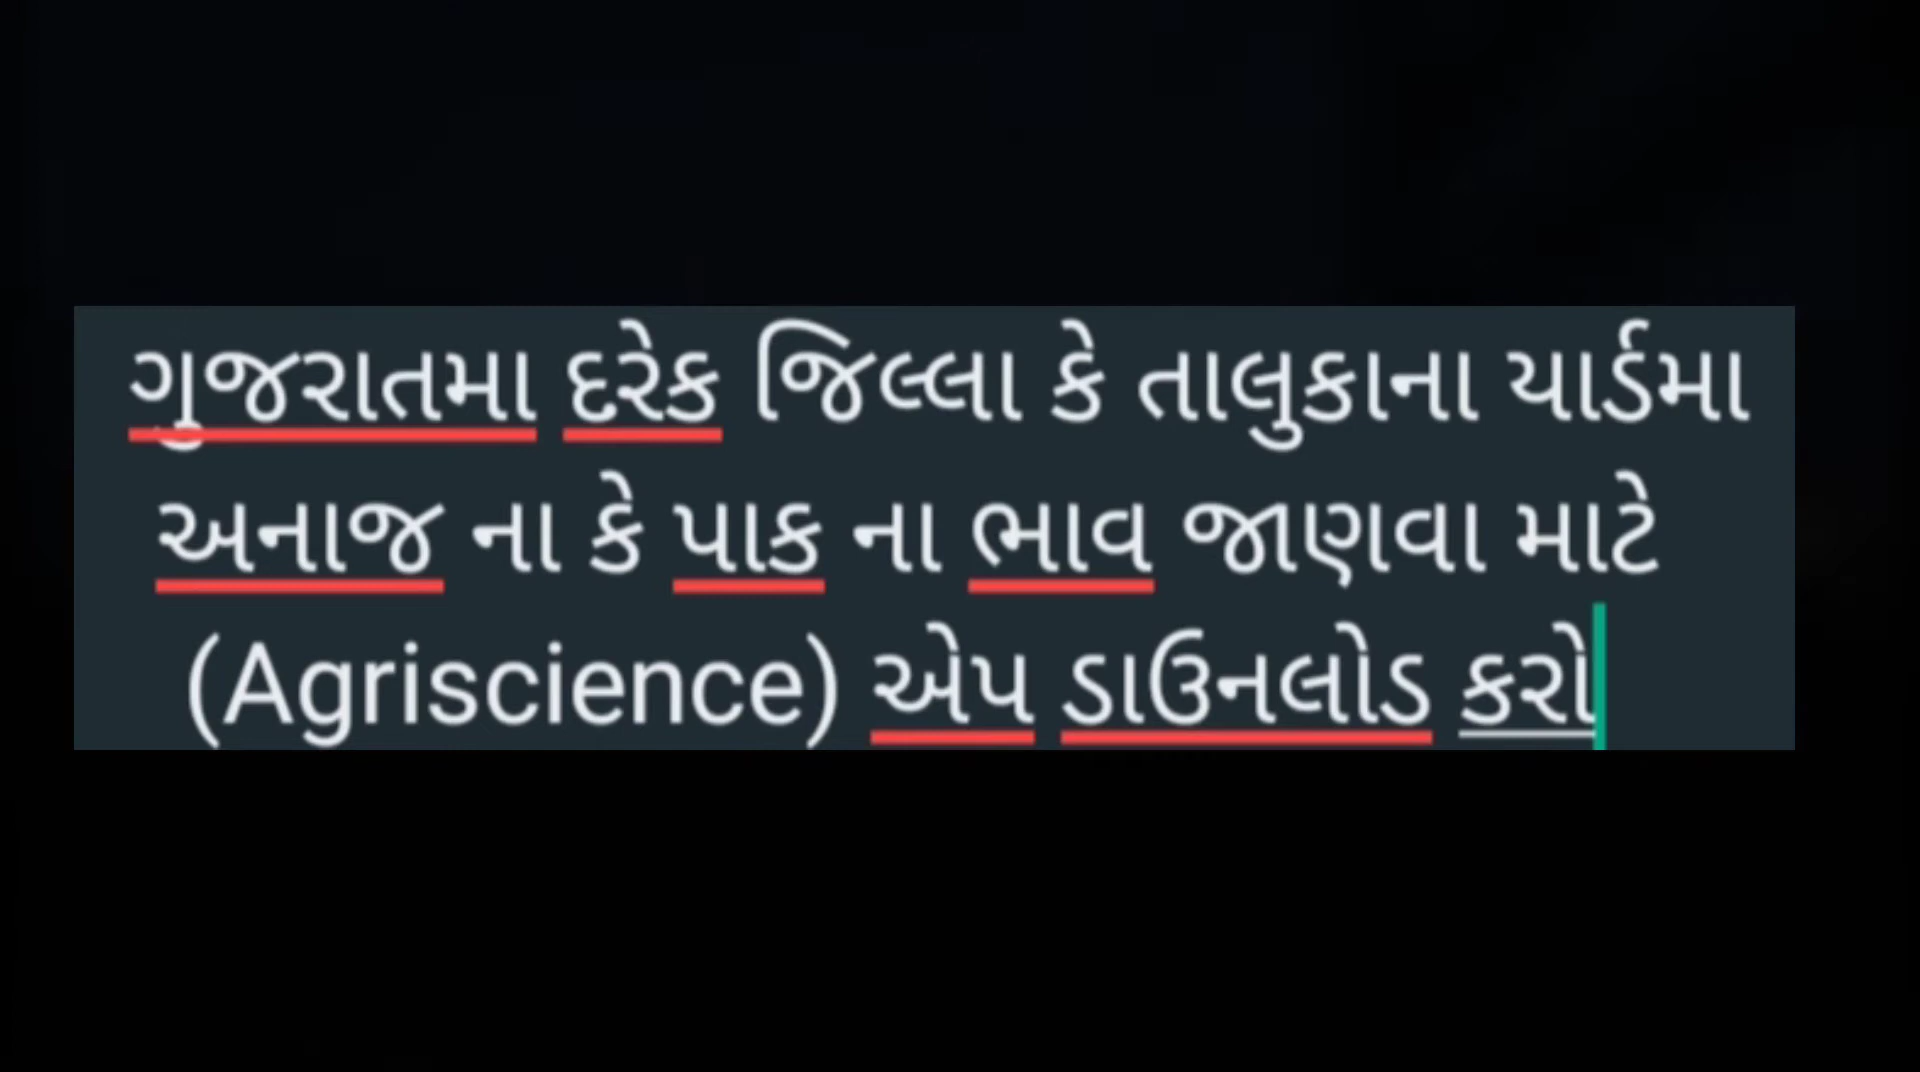 ગુજરાતમા દરેક જિલ્લા કે તાલુકાના યાર્ડમા
અનાજ ના કે પાક ના ભાવ જાણવા માટે
(Agriscience) એપ ડાઉનલોડ કરો